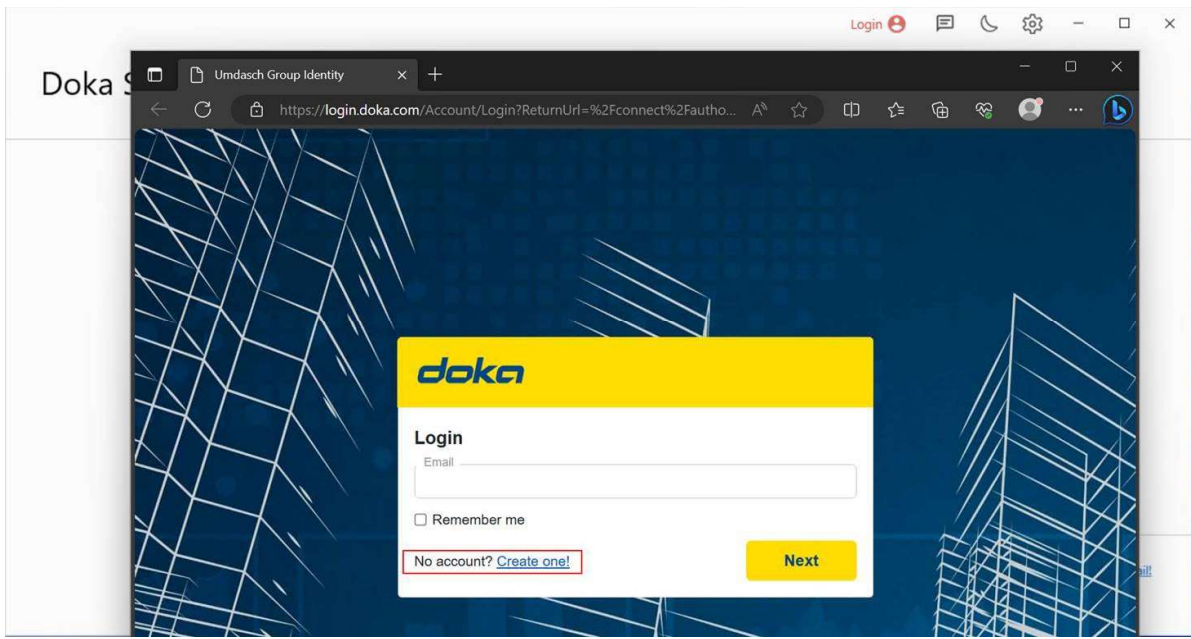 Login
Doka S
Umdasch Group Identity
https://login.doka.com/Account/Login?ReturnUrl=%2Fconnect%2Fautho...
doka
Login
Email
Remember me
No account? Create one!
Next
ail!